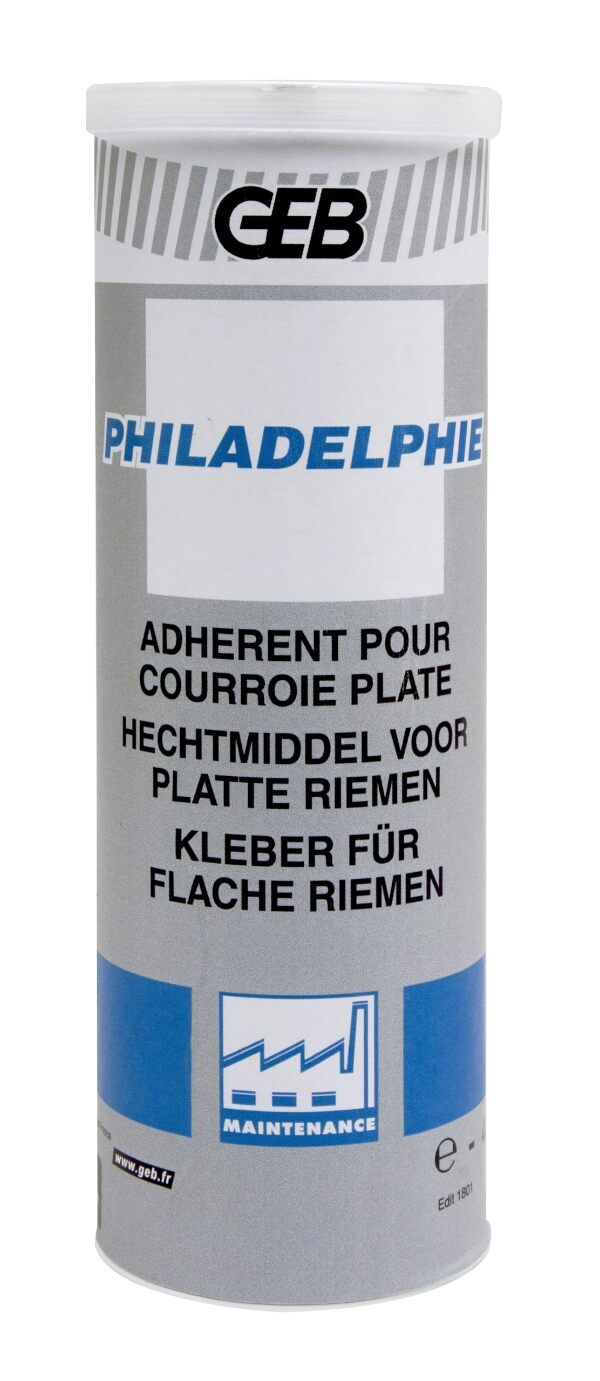 GEB
PHILADELPHIE
ADHERENT POUR
COURROIE PLATE
HECHTMIDDEL VOOR
PLATTE RIEMEN
KLEBER FÜR
FLACHE RIEMEN
MAINTENANCE
www.geb.fr
e -
Edit 1801